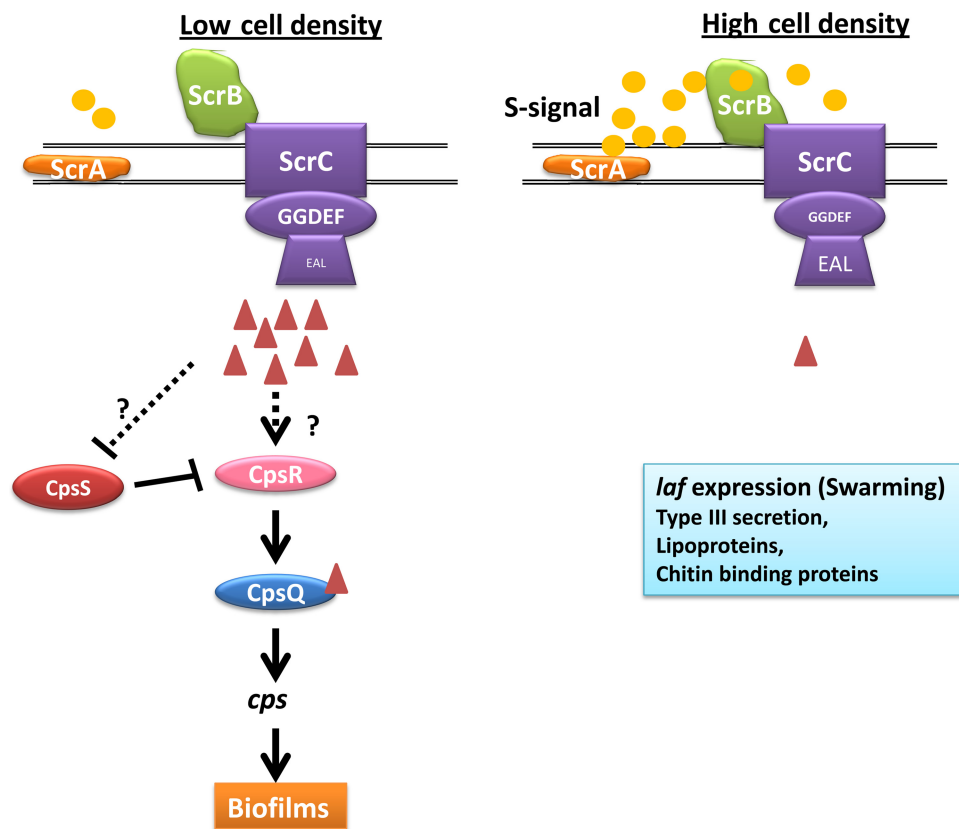 Low cell density
ScrB
ScrA
ScrC
GGDEF
EAL
?
?
CpsS
CpsR
CpsQ
cps
Biofilms
High cell density
S-signal
ScrB
ScrA
ScrC
GGDEF
EAL
laf expression (Swarming)
Type III secretion,
Lipoproteins,
Chitin binding proteins